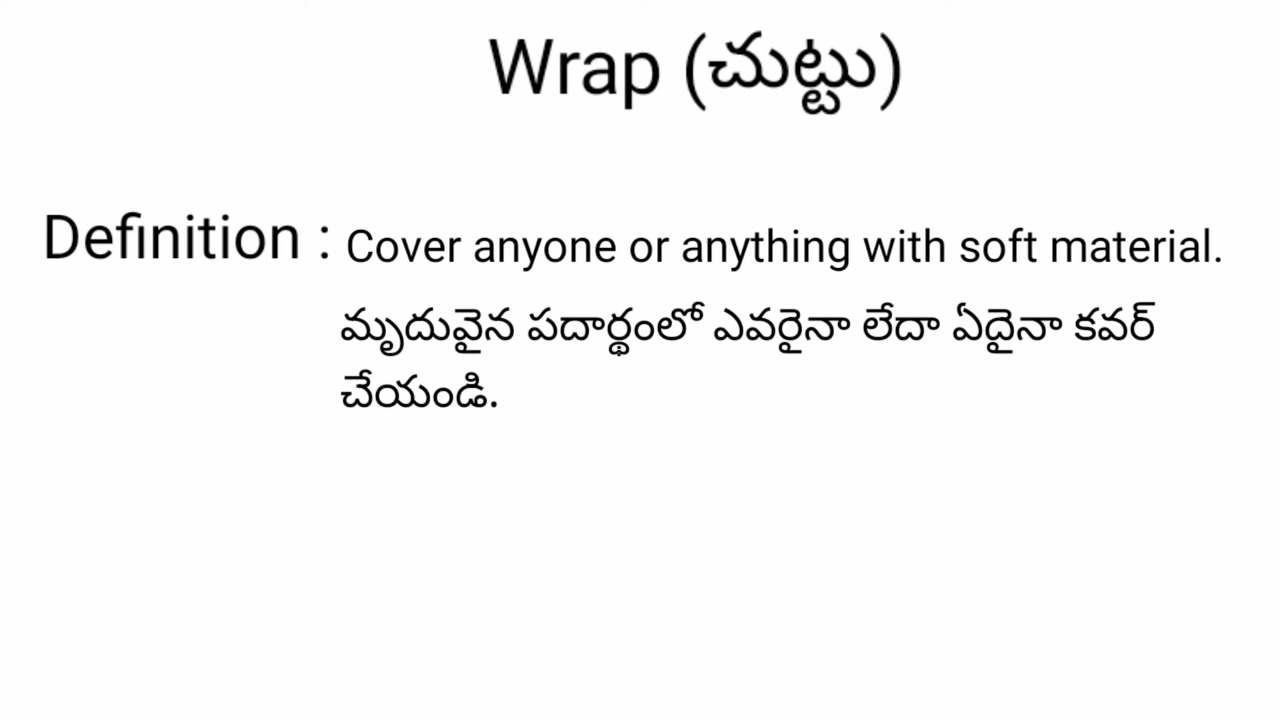 Wrap (చుట్టు)
Definition : Cover anyone or anything with soft material.
మృదువైన పదార్థంలో ఎవరైనా లేదా ఏదైనా కవర్
చేయండి.